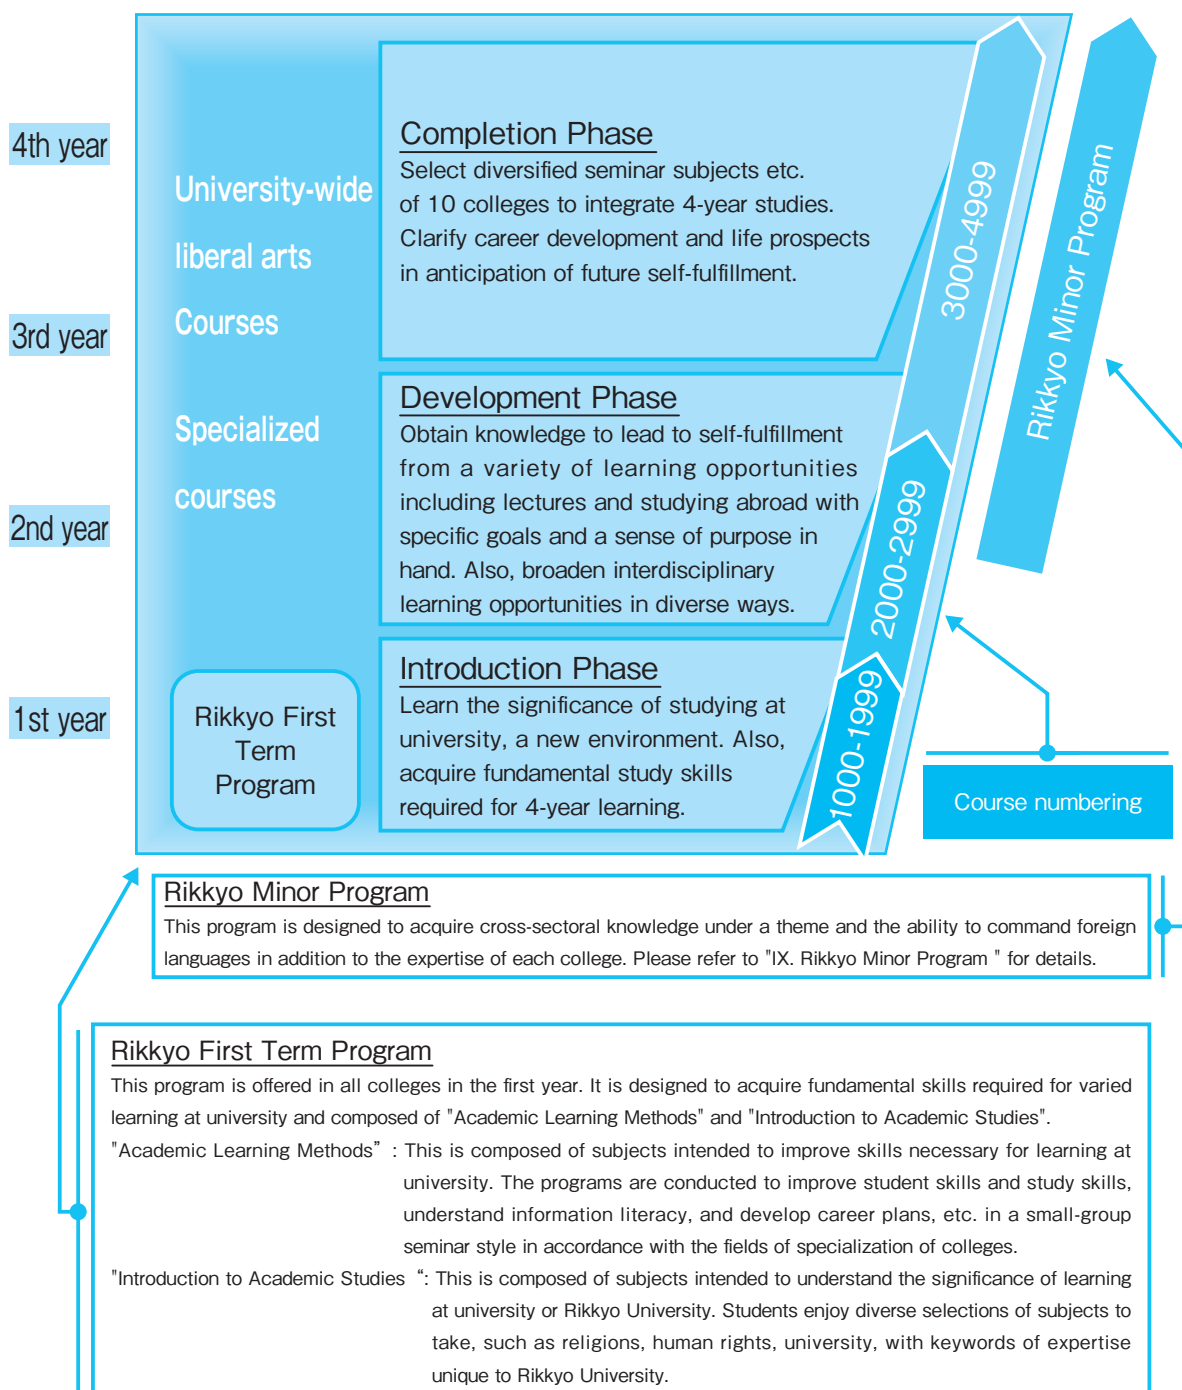 4th year
3rd year
2nd year
1st year
University-wide
liberal arts
Courses
Specialized
courses
Rikkyo First
Term
Program
Completion Phase
Select diversified seminar subjects etc.
of 10 colleges to integrate 4-year studies.
Clarify career development and life prospects
in anticipation of future self-fulfillment.
Development Phase
Obtain knowledge to lead to self-fulfillment
from a variety of learning opportunities
including lectures and studying abroad with
specific goals and a sense of purpose in
hand. Also, broaden interdisciplinary
learning opportunities in diverse ways.
Introduction Phase
Learn the significance of studying at
university, a new environment. Also,
acquire fundamental study skills
required for 4-year learning.
3000-4999
2000-2999
1000-1999
Rikkyo Minor Program
Course numbering
Rikkyo Minor Program
This program is designed to acquire cross-sectoral knowledge under a theme and the ability to command foreign
languages in addition to the expertise of each college. Please refer to "IX. Rikkyo Minor Program " for details.
Rikkyo First Term Program
This program is offered in all colleges in the first year. It is designed to acquire fundamental skills required for varied
learning at university and composed of "Academic Learning Methods" and "Introduction to Academic Studies".
"Academic Learning Methods” : This is composed of subjects intended to improve skills necessary for learning at
university. The programs are conducted to improve student skills and study skills,
understand information literacy, and develop career plans, etc. in a small-group
seminar style in accordance with the fields of specialization of colleges.
"Introduction to Academic Studies “: This is composed of subjects intended to understand the significance of learning
at university or Rikkyo University. Students enjoy diverse selections of subjects to
take, such as religions, human rights, university, with keywords of expertise
unique to Rikkyo University.